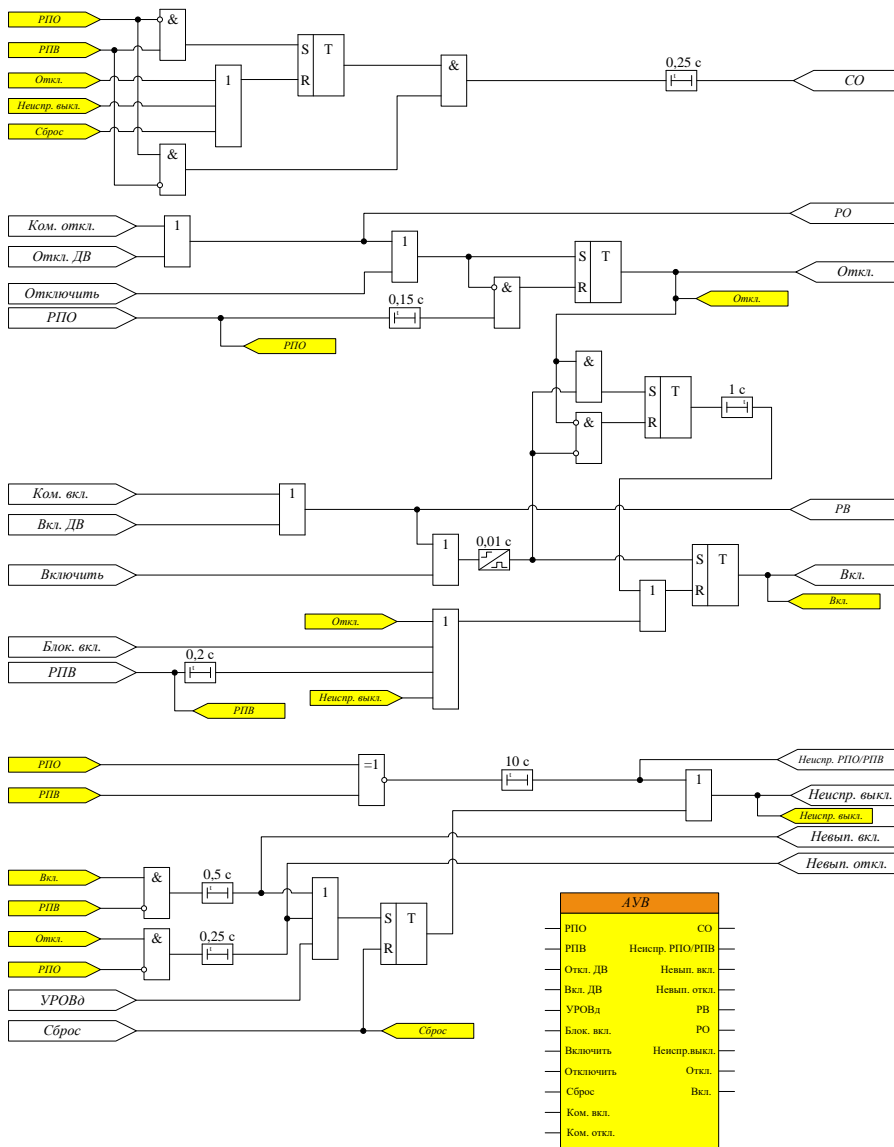 РПО
&
РПВ
S T
0,25 с
&
СО
Откл.
1
R
Неиспр. выкл.
Сброс
&
Ком. откл.
1
РО
Откл. ДВ
1
S T
Откл.
Отключить
0,15 с
&
R
Откл.
РПО
РПО
&
S T
1 с
&
R
Ком. вкл.
1
РВ
Вкл. ДВ
1
0,01 с
S T
Включить
Вкл.
1
R
Откл.
1
Вкл.
Блок. вкл.
0,2 с
РПВ
Неиспр. выкл.
РПВ
РПО
=1
10 с
Неиспр. РПО/РПВ
1
РПВ
Неиспр. выкл.
Неиспр. выкл.
Невып. вкл.
Вкл.
&
0,5 с
Невып. откл.
1
РПВ
S T
Откл.
&
0,25 с
R
РПО
УРОВд
Сброс
Сброс
АУВ
РПО СО
РПВ Неиспр. РПО/РПВ
Откл. ДВ Невып. вкл.
Вкл. ДВ Невып. откл.
УРОВд РВ
Блок. вкл. РО
Включить Неиспр.выкл.
Отключить Откл.
Сброс Вкл.
Ком. вкл.
Ком. откл.